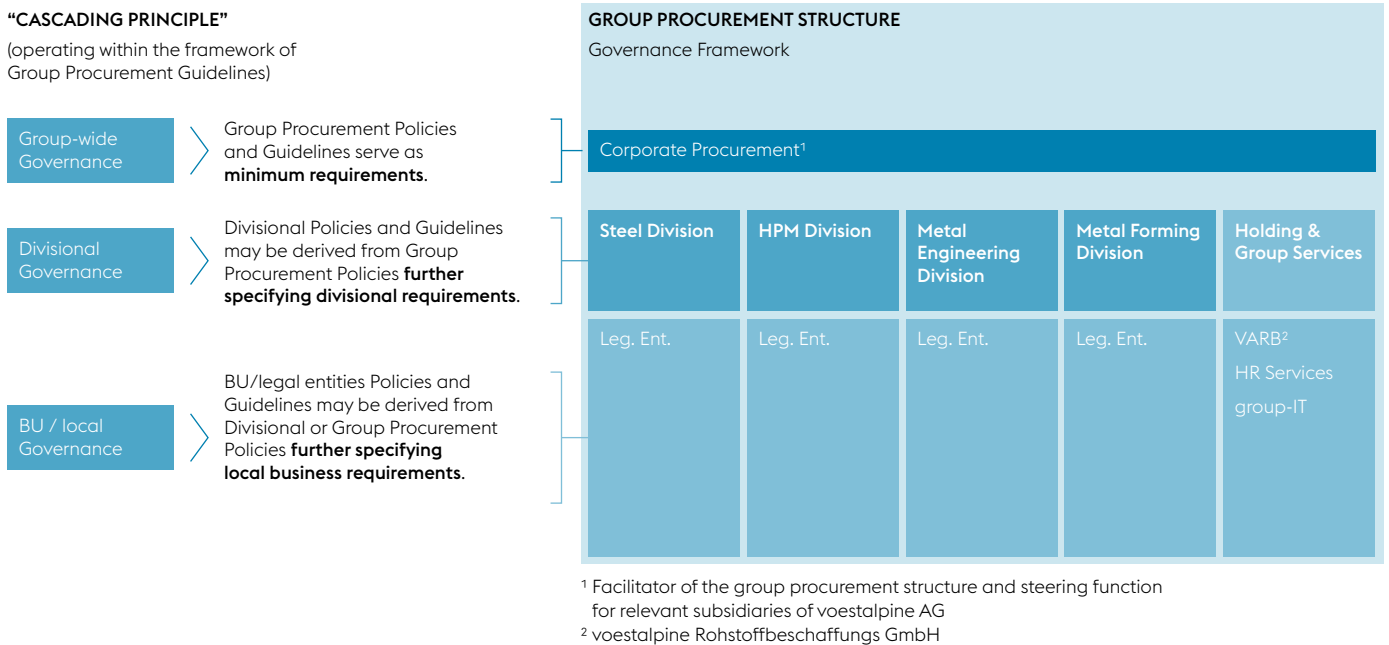 “CASCADING PRINCIPLE”
(operating within the framework of
Group Procurement Guidelines)
GROUP PROCUREMENT STRUCTURE
Governance Framework
Group-wide
Governance
Group Procurement Policies
and Guidelines serve as
minimum requirements.
Corporate Procurement¹
Divisional
Governance
Divisional Policies and Guidelines
may be derived from Group
Procurement Policies further
specifying divisional requirements.
Steel Division
HPM Division
Metal
Engineering
Division
Metal Forming
Division
Holding &
Group Services
BU / local
Governance
BU/legal entities Policies and
Guidelines may be derived from
Divisional or Group Procurement
Policies further specifying
local business requirements.
Leg. Ent.
Leg. Ent.
Leg. Ent.
Leg. Ent.
VARB²
HR Services
group-IT
¹ Facilitator of the group procurement structure and steering function
for relevant subsidiaries of voestalpine AG
² voestalpine Rohstoffbeschaffungs GmbH